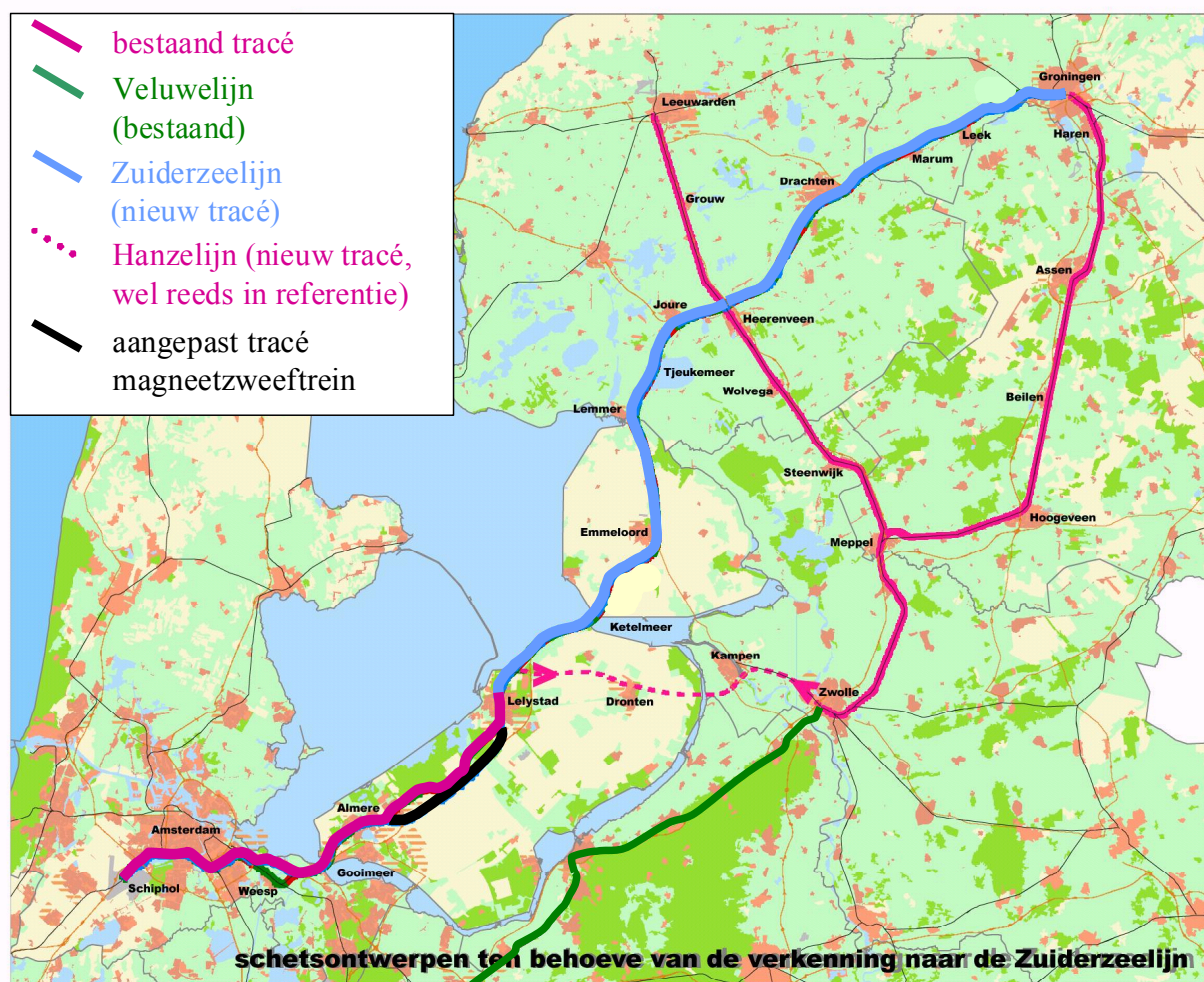 bestaand tracé
Veluwelijn
(bestaand)
Zuiderzeelijn
(nieuw tracé)
Hanzelijn (nieuw tracé,
wel reeds in referentie)
aangepast tracé
magneetzweeftrein
Groningen
Leeuwarden
Haren
Leek
Marum
Drachten
Grouw
Assen
Joure
Heerenveen
Tjeukemeer
Wolvega
Beilen
Lemmer
Steenwijk
Hoogeveen
Emmeloord
Meppel
Ketelmeer
Kampen
Zwolle
Lelystad
Dronten
Almere
Amsterdam
Gooimeer
Schiphol
Weesp
schetsontwerpen ten behoeve van de verkenning naar de Zuiderzeelijn